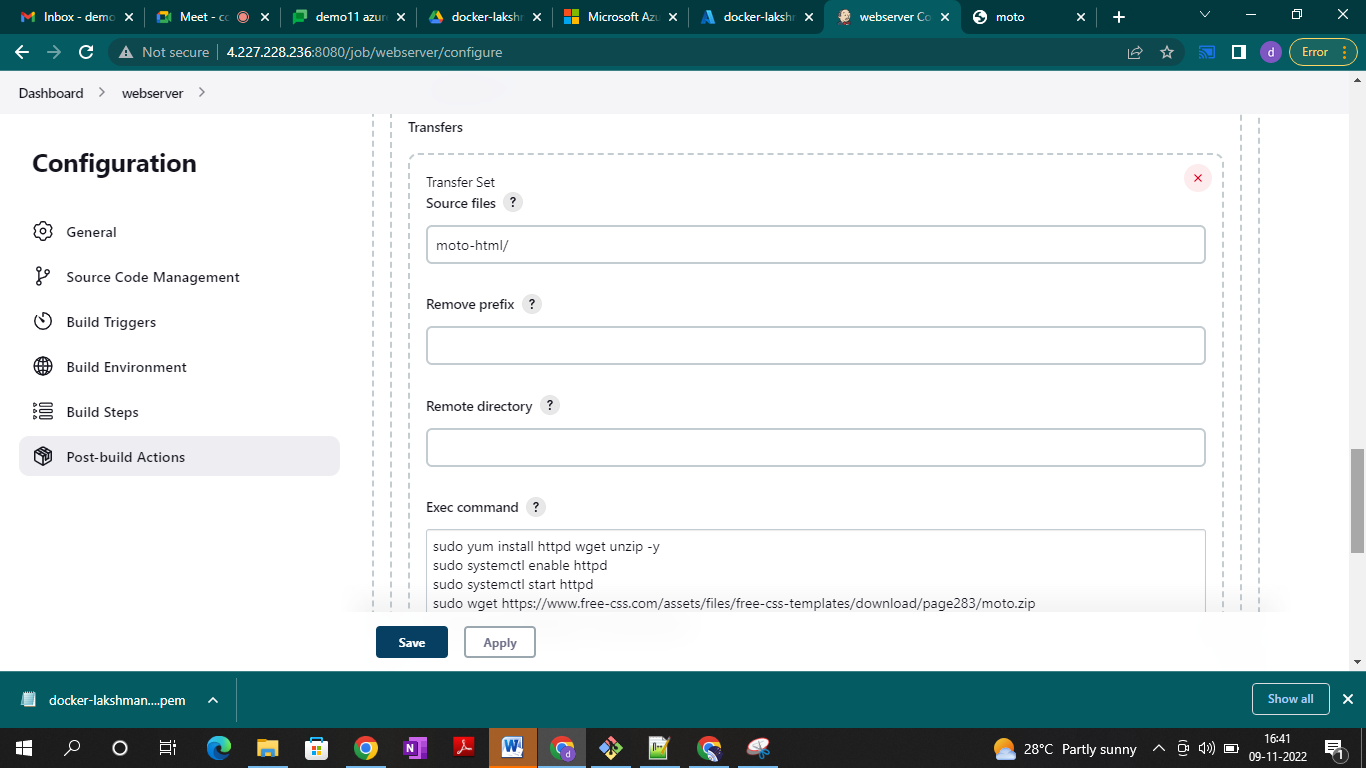 Inbox - demo
Meet - cc
demo11 azur
docker-lakshr
Microsoft Azu
docker-lakshr
webserver Co
moto
Not secure
4.227.228.236:8080/job/webserver/configure
d
Error
Dashboard
webserver
Configuration
General
Source Code Management
Build Triggers
Build Environment
Build Steps
Post-build Actions
Transfers
Transfer Set
Source files ?
moto-html/
Remove prefix ?
Remote directory ?
Exec command ?
sudo yum install httpd wget unzip -y
sudo systemctl enable httpd
sudo systemctl start httpd
sudo wget https://www.free-css.com/assets/files/free-css-templates/download/page283/moto.zip
Save
Apply
docker-lakshman....pem
Show all
28°C Partly sunny
16:41
09-11-2022
1